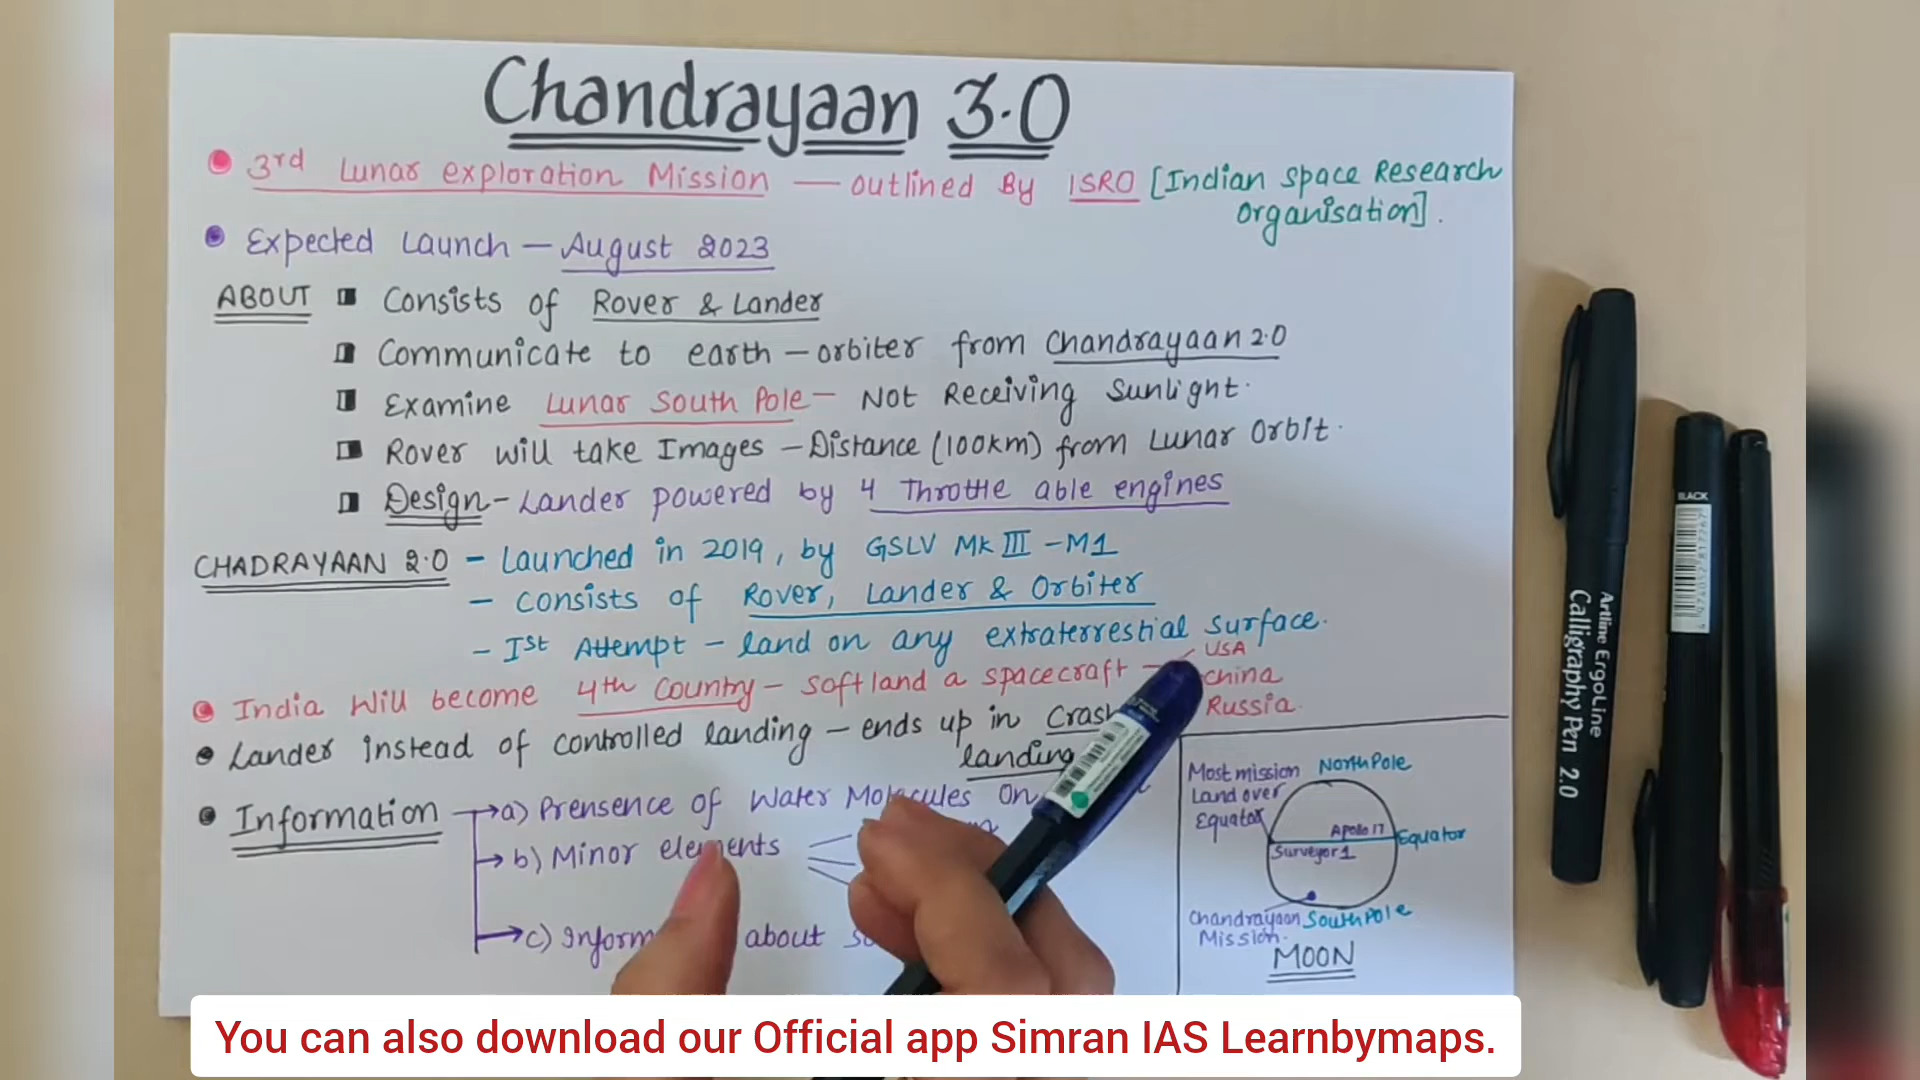 Chandrayaan 3.0
3rd Lunar exploration Mission — outlined By ISRO [Indian space Research
Organisation].
Expected Launch — August 2023
ABOUT Consists of Rover & Lander
Communicate to earth — orbiter from Chandrayaan 2.0
Examine Lunar South Pole — Not Receiving Sunlight.
Rover will take Images — Distance (100km) from Lunar Orbit.
Design - Lander powered by 4 Throttle able engines
CHADRAYAAN 2.0 - Launched in 2019, by GSLV MK III - M1
- Consists of Rover, Lander & Orbiter
- Ist Attempt - land on any extraterrestial surface.
India will become 4th Country - Softland a spacecraft -
USA
China
Russia.
Lander instead of controlled landing - ends up in Crash
landing
Information a) Prensence of Water Molecules On
b) Minor elements
c) about
Most mission
Land over
Equator
North Pole
Apollo 17
Equator
Surveyor 1
Chandrayaan
Mission.
South Pole
MOON
Artline ErgoLine
Calligraphy Pen 2.0
BLACK
You can also download our Official app Simran IAS Learnbymaps.